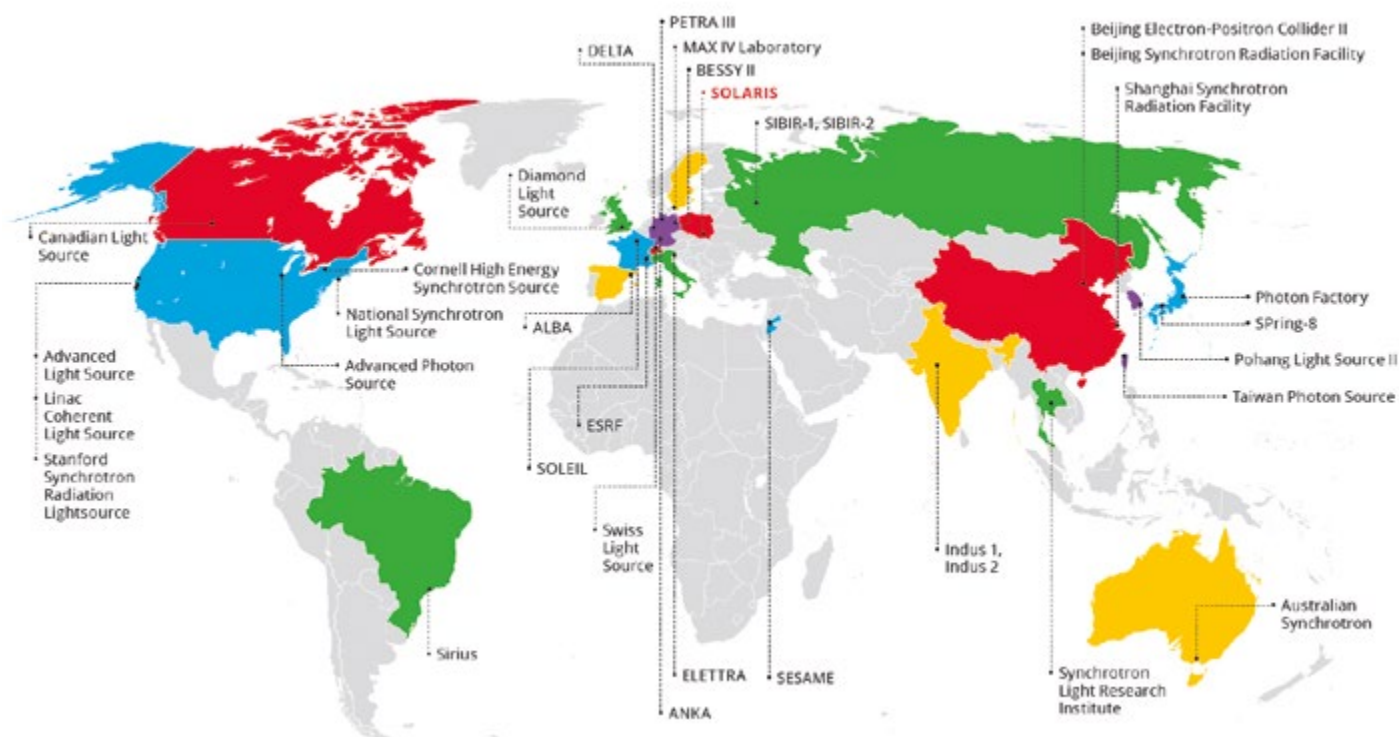 PETRA III
DELTA
MAX IV Laboratory
BESSY II
SOLARIS
SIBIR-1, SIBIR-2
Beijing Electron-Positron Collider II
Beijing Synchrotron Radiation Facility
Shanghai Synchrotron
Radiation Facility
Diamond
Light
Source
Canadian Light
Source
Cornell High Energy
Synchrotron Source
National Synchrotron
Light Source
Advanced Photon
Source
Advanced
Light Source
Linac
Coherent
Light Source
Stanford
Synchrotron
Radiation
Lightsource
ALBA
ESRF
SOLEIL
Swiss
Light
Source
Photon Factory
SPring-8
Pohang Light Source II
Taiwan Photon Source
Indus 1,
Indus 2
Australian
Synchrotron
Sirius
ELETTRA
SESAME
ANKA
Synchrotron
Light Research
Institute